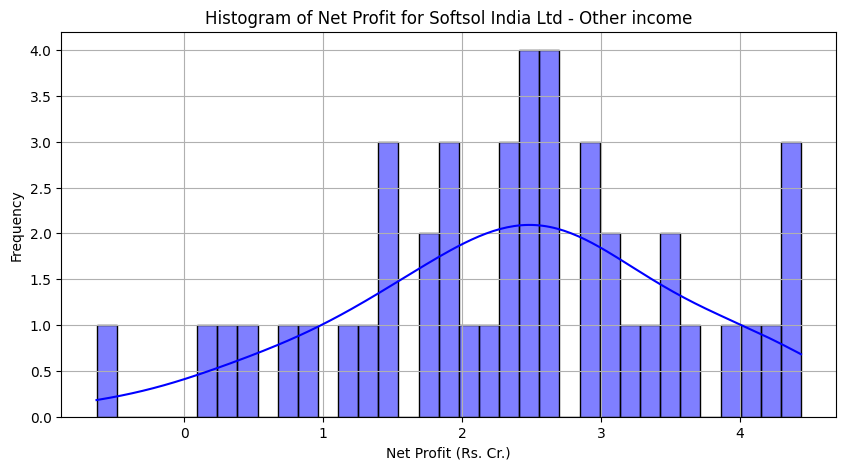 Histogram of Net Profit for Softsol India Ltd - Other income
4.0
3.5
3.0
2.5
2.0
1.5
1.0
0.5
0.0
Frequency
0 1 2 3 4
Net Profit (Rs. Cr.)